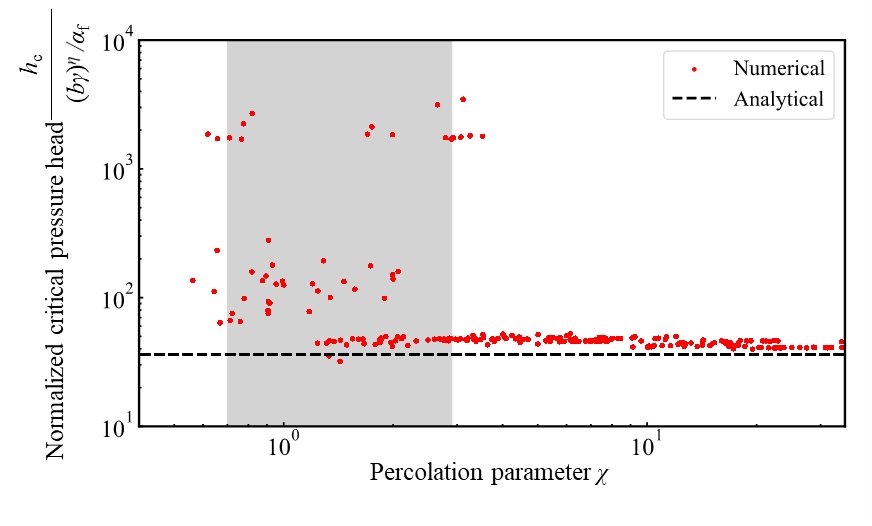 Normalized critical pressure head h_c / ((bγ)^η / α_f)
10^4
10^3
10^2
10^1
10^0
10^1
Percolation parameter χ
Numerical
Analytical